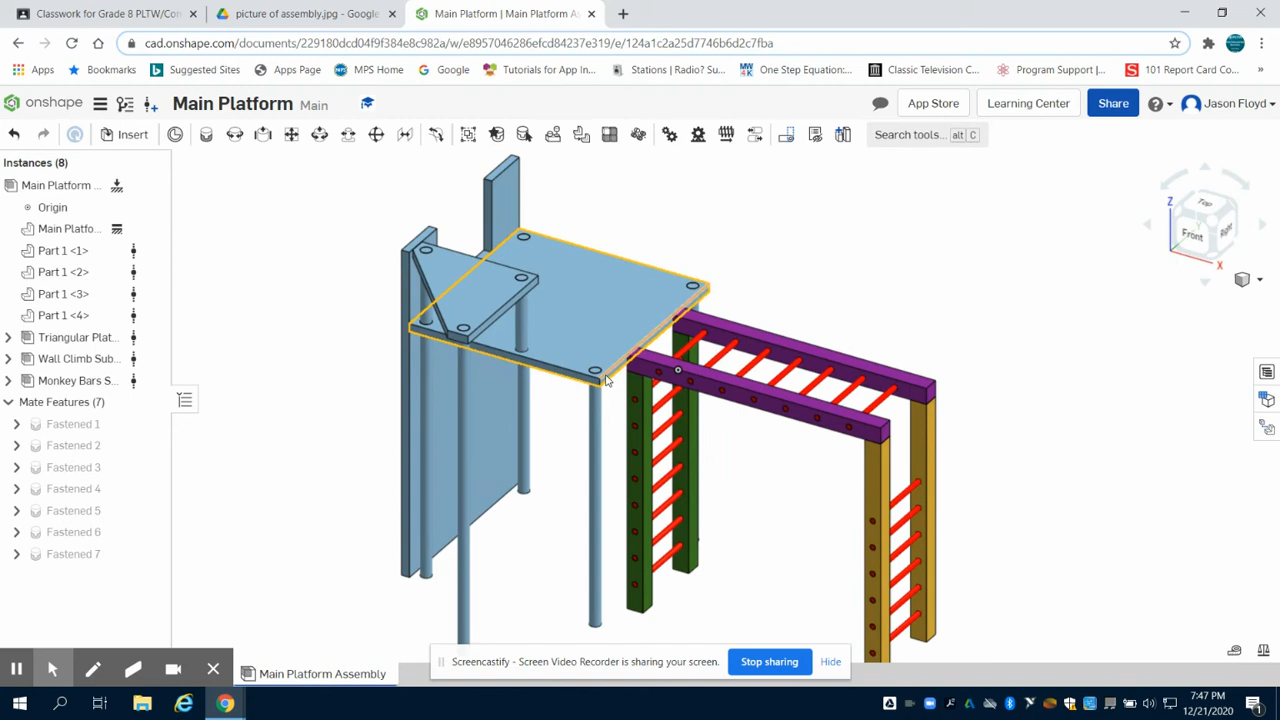 Classwork for Grade 8 PLTW/Con
picture of assembly.jpg - Google
Main Platform | Main Platform As
cad.onshape.com/documents/229180dcd04f9f384e8c982a/w/e8957046286efcd84237e319/e/124a1c2a25d7746b6d2c7fba
Apps
Bookmarks
Suggested Sites
Apps Page
MPS Home
Google
Tutorials for App In...
Stations | Radio? Su...
One Step Equation:...
Classic Television C...
Program Support |...
101 Report Card Co...
»
onshape
Main Platform
Main
App Store
Learning Center
Share
Jason Floyd
Insert
Search tools... alt C
Instances (8)
Main Platform ...
Origin
Main Platfo...
Part 1 <1>
Part 1 <2>
Part 1 <3>
Part 1 <4>
Triangular Plat...
Wall Climb Sub...
Monkey Bars S...
Mate Features (7)
Fastened 1
Fastened 2
Fastened 3
Fastened 4
Fastened 5
Fastened 6
Fastened 7
Z
Top
Front
Right
X
Main Platform Assembly
Screencastify - Screen Video Recorder is sharing your screen.
Stop sharing
Hide
7:47 PM
12/21/2020
1